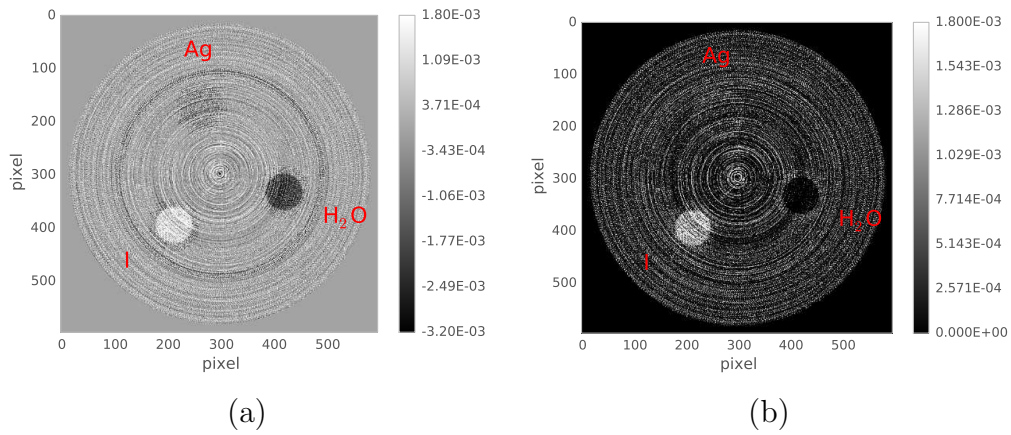 0
100
200
300
400
500
pixel
0 100 200 300 400 500
pixel
Ag
H₂O
I
1.80E-03
1.09E-03
3.71E-04
-3.43E-04
-1.06E-03
-1.77E-03
-2.49E-03
-3.20E-03
(a)
0
100
200
300
400
500
pixel
0 100 200 300 400 500
pixel
Ag
H₂O
I
1.800E-03
1.543E-03
1.286E-03
1.029E-03
7.714E-04
5.143E-04
2.571E-04
0.000E+00
(b)